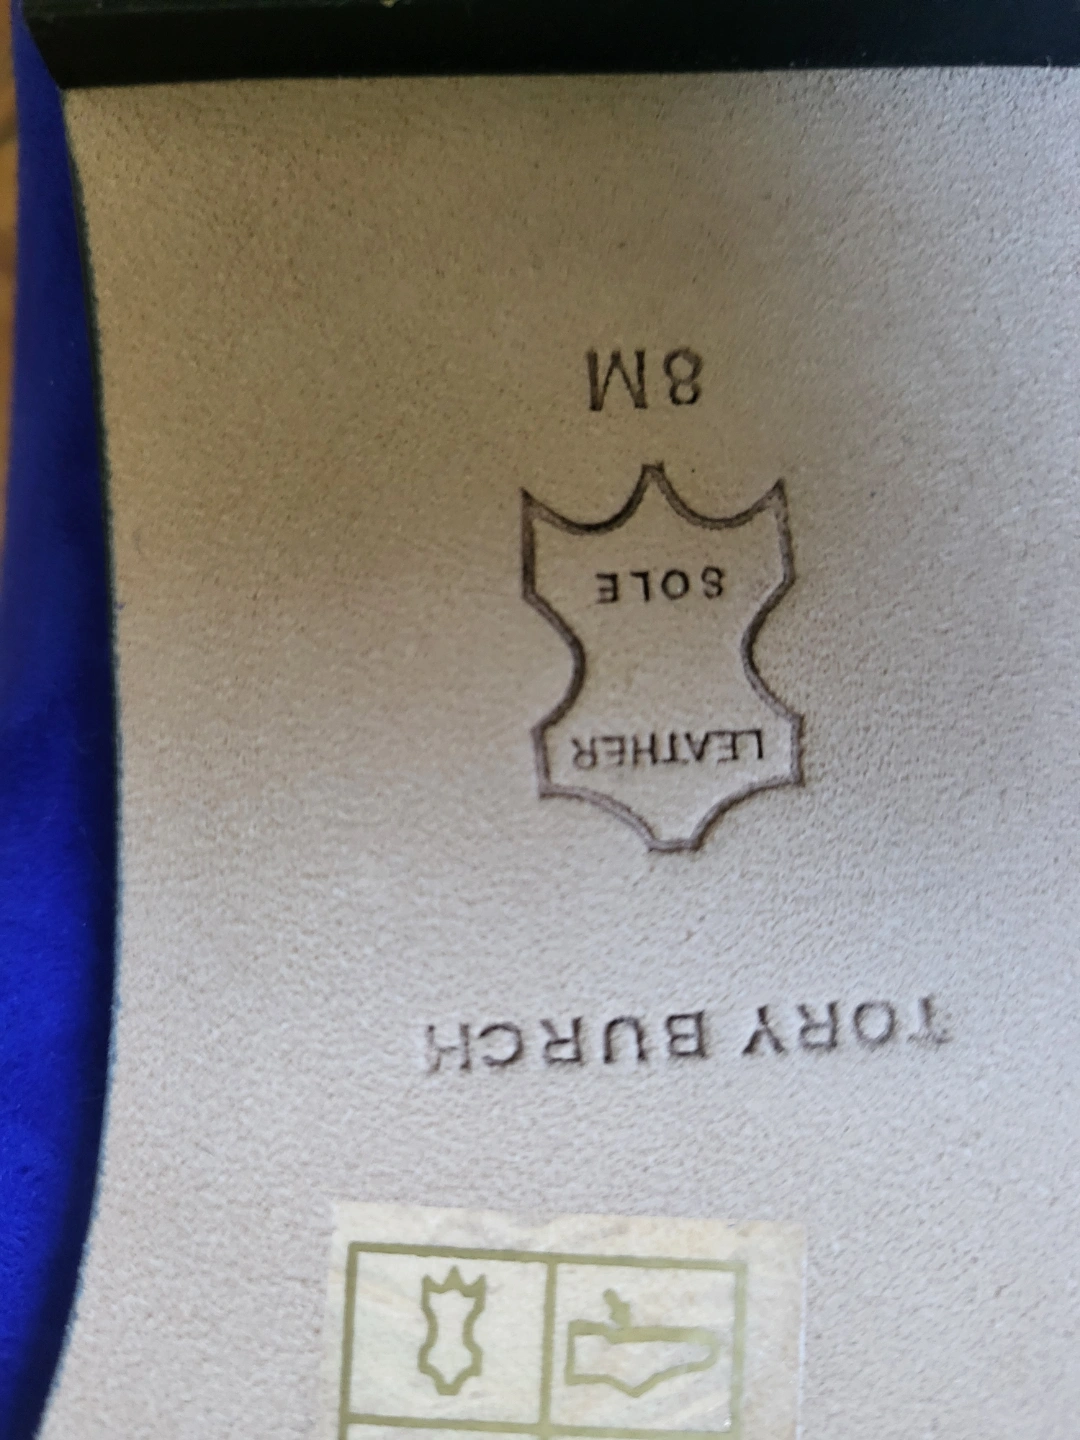 TORY BURCH
LEATHER
SOLE
8M